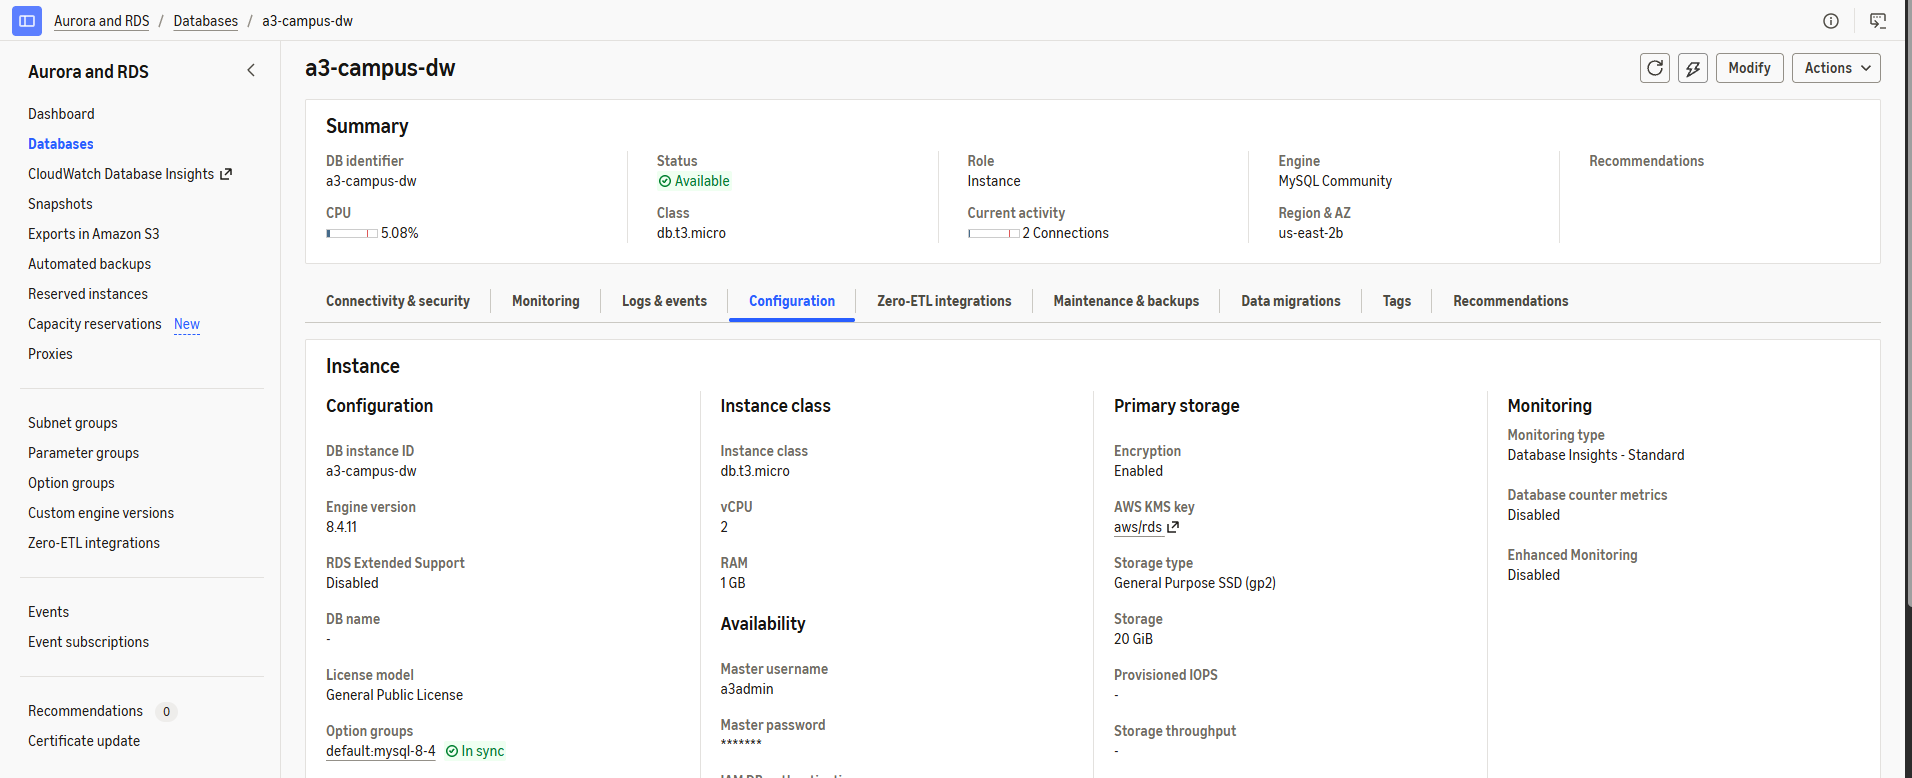 Aurora and RDS / Databases / a3-campus-dw
Aurora and RDS
Dashboard
Databases
CloudWatch Database Insights
Snapshots
Exports in Amazon S3
Automated backups
Reserved instances
Capacity reservations New
Proxies
Subnet groups
Parameter groups
Option groups
Custom engine versions
Zero-ETL integrations
Events
Event subscriptions
Recommendations 0
Certificate update
a3-campus-dw
Modify
Actions
Summary
DB identifier
a3-campus-dw
CPU
5.08%
Status
Available
Class
db.t3.micro
Role
Instance
Current activity
2 Connections
Engine
MySQL Community
Region & AZ
us-east-2b
Recommendations
Connectivity & security
Monitoring
Logs & events
Configuration
Zero-ETL integrations
Maintenance & backups
Data migrations
Tags
Recommendations
Instance
Configuration
DB instance ID
a3-campus-dw
Engine version
8.4.11
RDS Extended Support
Disabled
DB name
-
License model
General Public License
Option groups
default:mysql-8-4 In sync
Instance class
Instance class
db.t3.micro
vCPU
2
RAM
1 GB
Availability
Master username
a3admin
Master password
*******
Primary storage
Encryption
Enabled
AWS KMS key
aws/rds
Storage type
General Purpose SSD (gp2)
Storage
20 GiB
Provisioned IOPS
-
Storage throughput
-
Monitoring
Monitoring type
Database Insights - Standard
Database counter metrics
Disabled
Enhanced Monitoring
Disabled